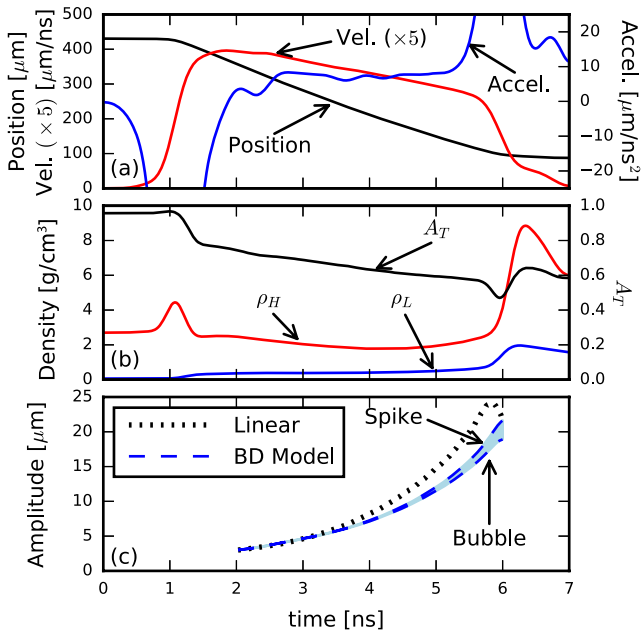 Position [μm]
Vel. (×5) [μm/ns]
500
400
300
200
100
0
Vel. (×5)
Accel.
Position
(a)
20
10
0
−10
−20
Accel. [μm/ns²]
Density [g/cm³]
10
8
6
4
2
0
A_T
ρ_H
ρ_L
(b)
1.0
0.8
0.6
0.4
0.2
0.0
A_T
Amplitude [μm]
25
20
15
10
5
0
Linear
BD Model
Spike
Bubble
(c)
0 1 2 3 4 5 6 7
time [ns]